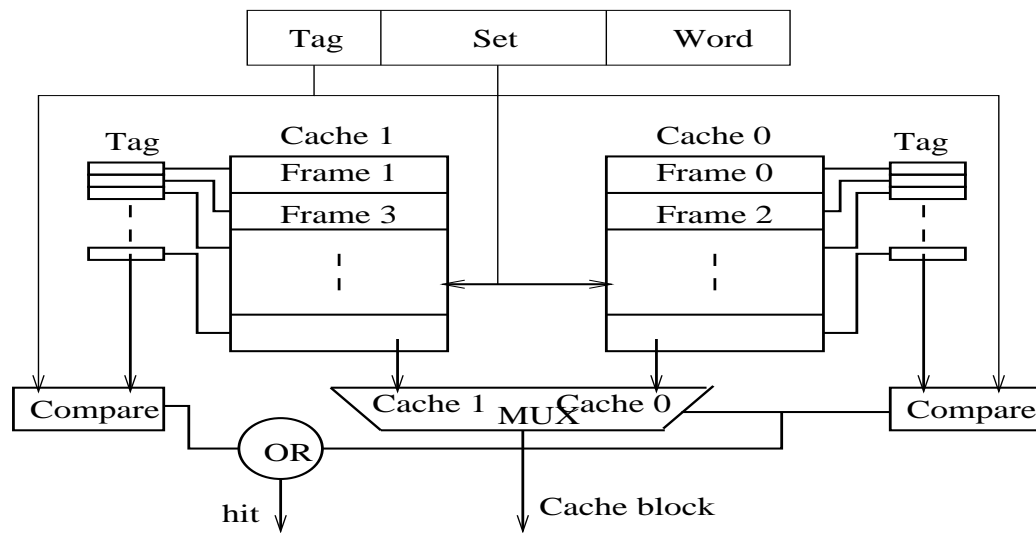 Tag Set Word
Cache 1 Cache 0
Tag Tag
Frame 1 Frame 0
Frame 3 Frame 2
Compare Cache 1 Cache 0 Compare
MUX
OR
hit Cache block